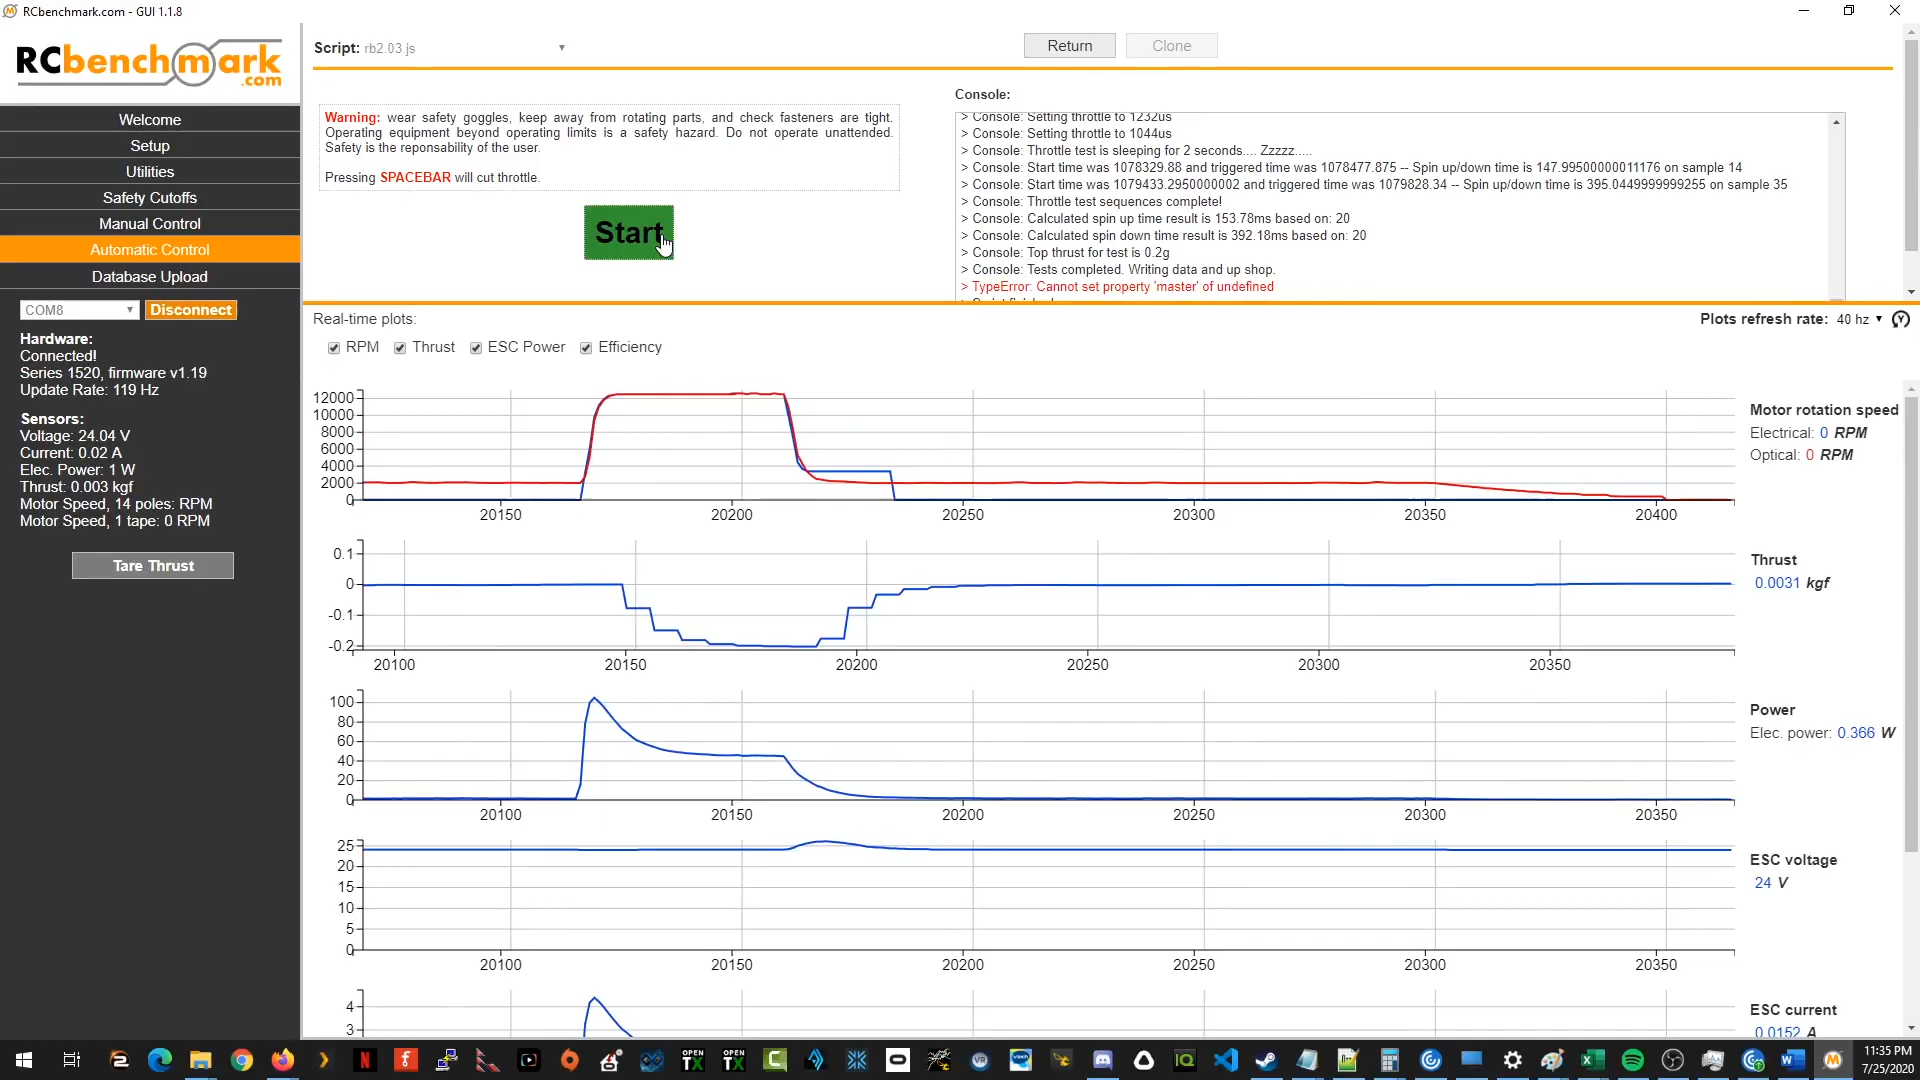 RCbenchmark.com - GUI 1.1.8
RCbenchmark.com
Welcome
Setup
Utilities
Safety Cutoffs
Manual Control
Automatic Control
Database Upload
COM8 Disconnect
Hardware:
Connected!
Series 1520, firmware v1.19
Update Rate: 119 Hz
Sensors:
Voltage: 24.04 V
Current: 0.02 A
Elec. Power: 1 W
Thrust: 0.003 kgf
Motor Speed, 14 poles: RPM
Motor Speed, 1 tape: 0 RPM
Tare Thrust
Script: rb2.03.js
Return Clone
Warning: wear safety goggles, keep away from rotating parts, and check fasteners are tight.
Operating equipment beyond operating limits is a safety hazard. Do not operate unattended.
Safety is the reponsability of the user.
Pressing SPACEBAR will cut throttle.
Start
Console:
> Console: Setting throttle to 1232us
> Console: Setting throttle to 1044us
> Console: Throttle test is sleeping for 2 seconds.... Zzzzz.....
> Console: Start time was 1078329.88 and triggered time was 1078477.875 -- Spin up/down time is 147.99500000011176 on sample 14
> Console: Start time was 1079433.2950000002 and triggered time was 1079828.34 -- Spin up/down time is 395.0449999999255 on sample 35
> Console: Throttle test sequences complete!
> Console: Calculated spin up time result is 153.78ms based on: 20
> Console: Calculated spin down time result is 392.18ms based on: 20
> Console: Top thrust for test is 0.2g
> Console: Tests completed. Writing data and up shop.
> TypeError: Cannot set property 'master' of undefined
Real-time plots:
Plots refresh rate: 40 hz
RPM Thrust ESC Power Efficiency
12000
10000
8000
6000
4000
2000
0
20150 20200 20250 20300 20350 20400
Motor rotation speed
Electrical: 0 RPM
Optical: 0 RPM
0.1
0
-0.1
-0.2
20100 20150 20200 20250 20300 20350
Thrust
0.0031 kgf
100
80
60
40
20
0
20100 20150 20200 20250 20300 20350
Power
Elec. power: 0.366 W
25
20
15
10
5
0
20100 20150 20200 20250 20300 20350
ESC voltage
24 V
4
3
ESC current
0.0152 A
OPEN TX
OPEN TX
VR
11:35 PM
7/25/2020